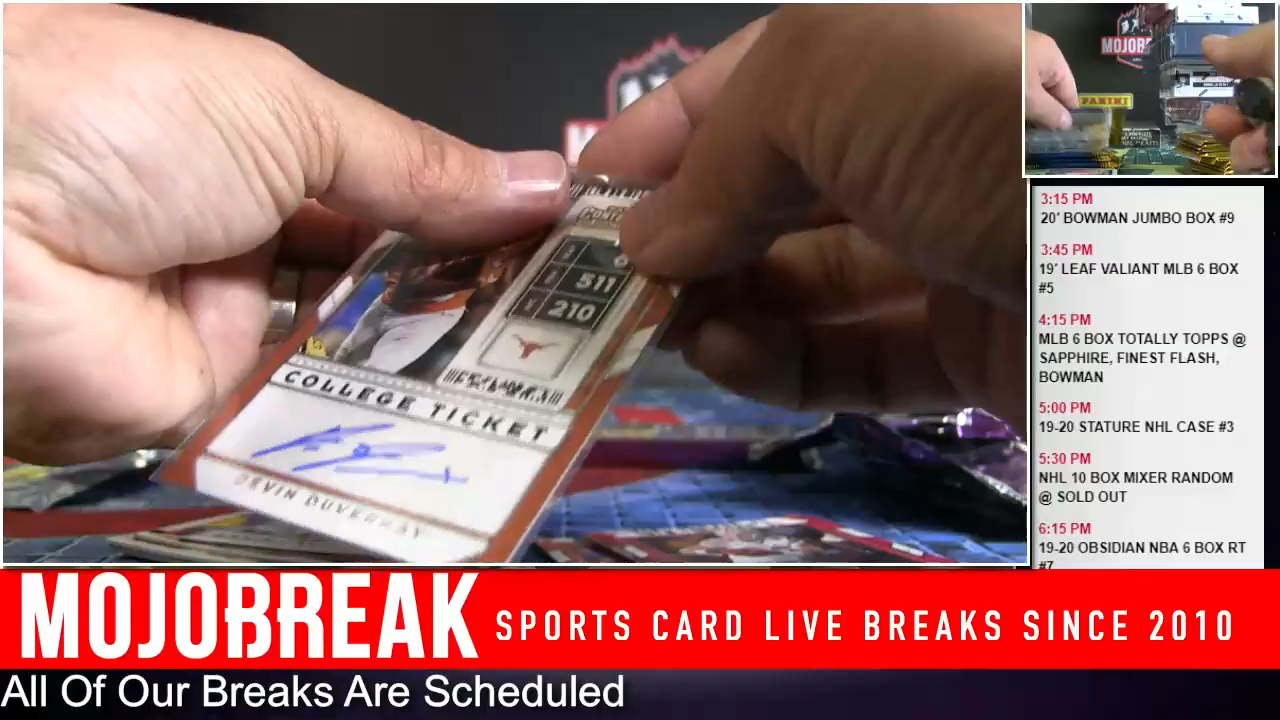 511
210
COLLEGE TICKET
DEVIN DUVERNAY
PANINI
3:15 PM
20' BOWMAN JUMBO BOX #9
3:45 PM
19' LEAF VALIANT MLB 6 BOX
#5
4:15 PM
MLB 6 BOX TOTALLY TOPPS @
SAPPHIRE, FINEST FLASH,
BOWMAN
5:00 PM
19-20 STATURE NHL CASE #3
5:30 PM
NHL 10 BOX MIXER RANDOM
@ SOLD OUT
6:15 PM
19-20 OBSIDIAN NBA 6 BOX RT
#7
MOJOBREAK SPORTS CARD LIVE BREAKS SINCE 2010
All Of Our Breaks Are Scheduled